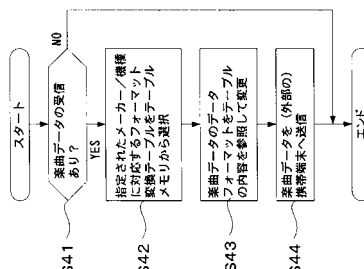 スタート
S41
楽曲データの受信
あり?
NO
YES
S42
指定されたメーカー/機種
に対応するフォーマット
変換テーブルをテーブル
メモリから選択
S43
楽曲データのデータ
フォーマットをテーブル
の内容を参照して変更
S44
楽曲データを(外部の)
携帯端末へ送信
エンド